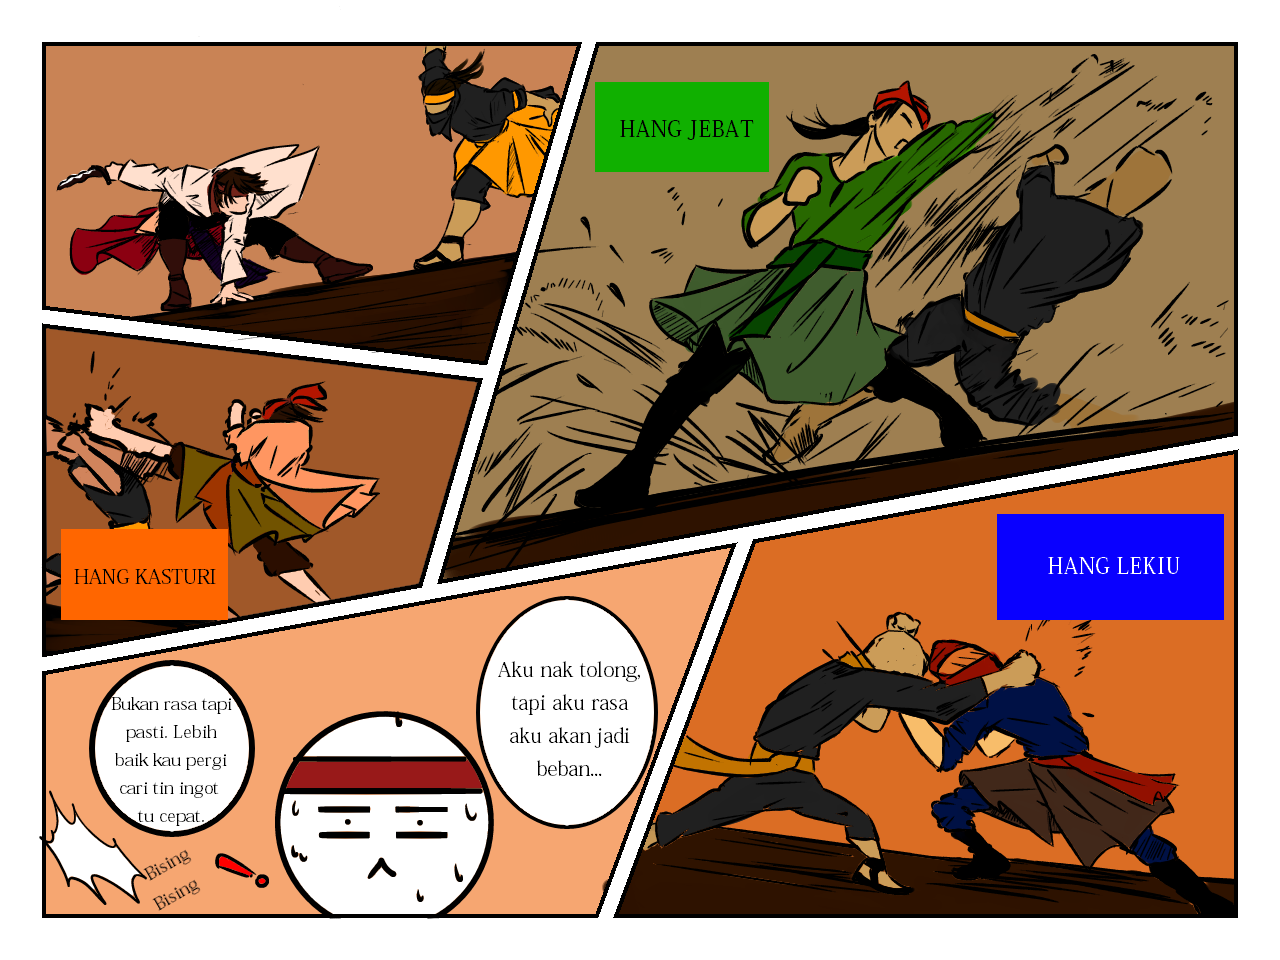 HANG JEBAT
HANG KASTURI
HANG LEKIU
Bukan rasa tapi
pasti. Lebih
baik kau pergi
cari tin ingot
tu cepat.
Aku nak tolong,
tapi aku rasa
aku akan jadi
beban...
Bising
Bising